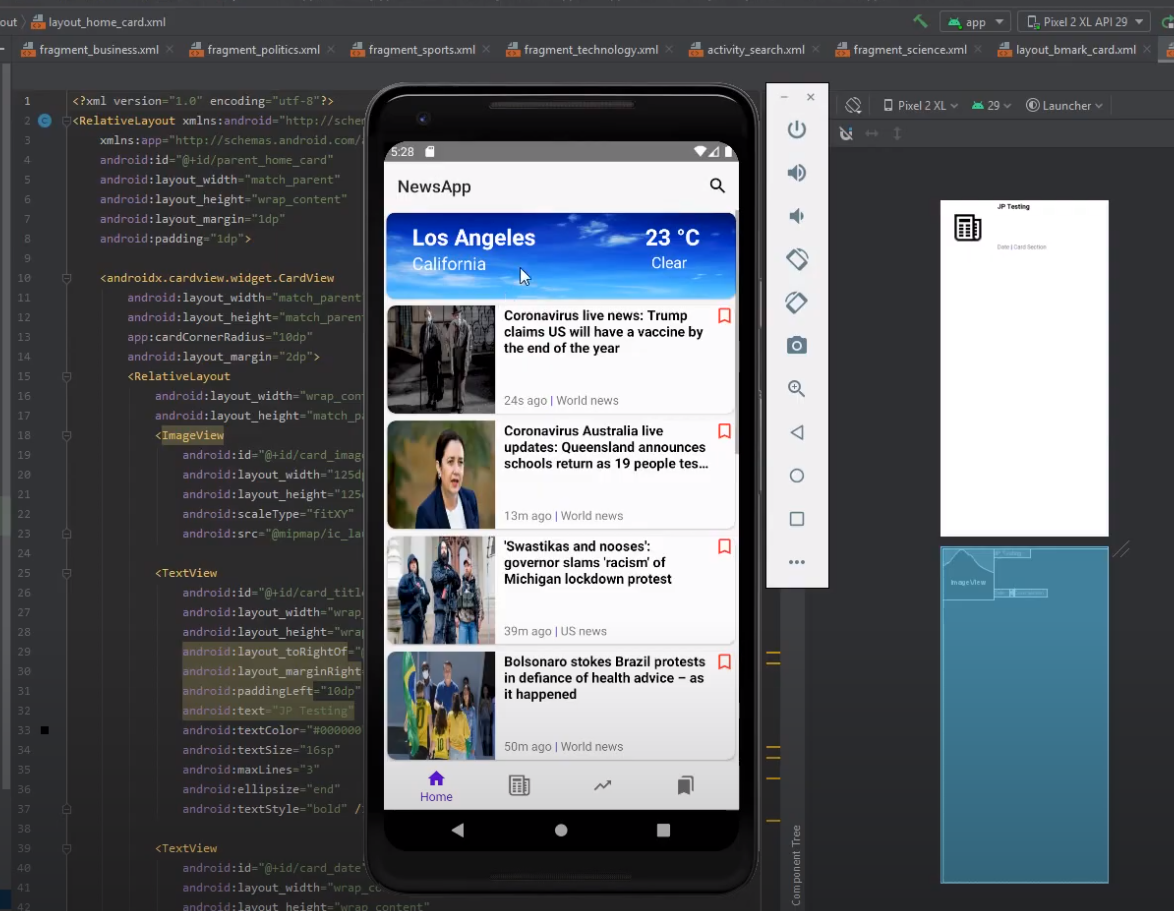 out layout_home_card.xml app Pixel 2 XL API 29
fragment_business.xml fragment_politics.xml fragment_sports.xml fragment_technology.xml activity_search.xml fragment_science.xml layout_bmark_card.xml
Pixel 2 XL 29 Launcher
1 <?xml version="1.0" encoding="utf-8"?>
2 <RelativeLayout xmlns:android="http://schem
3 xmlns:app="http://schemas.android.com/
4 android:id="@+id/parent_home_card"
5 android:layout_width="match_parent"
6 android:layout_height="wrap_content"
7 android:layout_margin="1dp"
8 android:padding="1dp">
9
10 <androidx.cardview.widget.CardView
11 android:layout_width="match_parent
12 android:layout_height="match_paren
13 app:cardCornerRadius="10dp"
14 android:layout_margin="2dp">
15 <RelativeLayout
16 android:layout_width="wrap_con
17 android:layout_height="match_p
18 <ImageView
19 android:id="@+id/card_imag
20 android:layout_width="125d
21 android:layout_height="125
22 android:scaleType="fitXY"
23 android:src="@mipmap/ic_la
24
25 <TextView
26 android:id="@+id/card_titl
27 android:layout_width="wrap_
28 android:layout_height="wra
29 android:layout_toRightOf="
30 android:layout_marginRight
31 android:paddingLeft="10dp"
32 android:text="JP Testing"
33 android:textColor="#000000
34 android:textSize="16sp"
35 android:maxLines="3"
36 android:ellipsize="end"
37 android:textStyle="bold" /
38
39 <TextView
40 android:id="@+id/card_date"
41 android:layout_width="wrap_co
42 android:layout_height="wrap_content"
5:28
NewsApp
Los Angeles 23 °C
California Clear
Coronavirus live news: Trump
claims US will have a vaccine by
the end of the year
24s ago | World news
Coronavirus Australia live
updates: Queensland announces
schools return as 19 people tes...
13m ago | World news
'Swastikas and nooses':
governor slams 'racism' of
Michigan lockdown protest
39m ago | US news
Bolsonaro stokes Brazil protests
in defiance of health advice – as
it happened
50m ago | World news
Home
JP Testing
Date | Card Section
ImageView
JP Testing
Component Tree